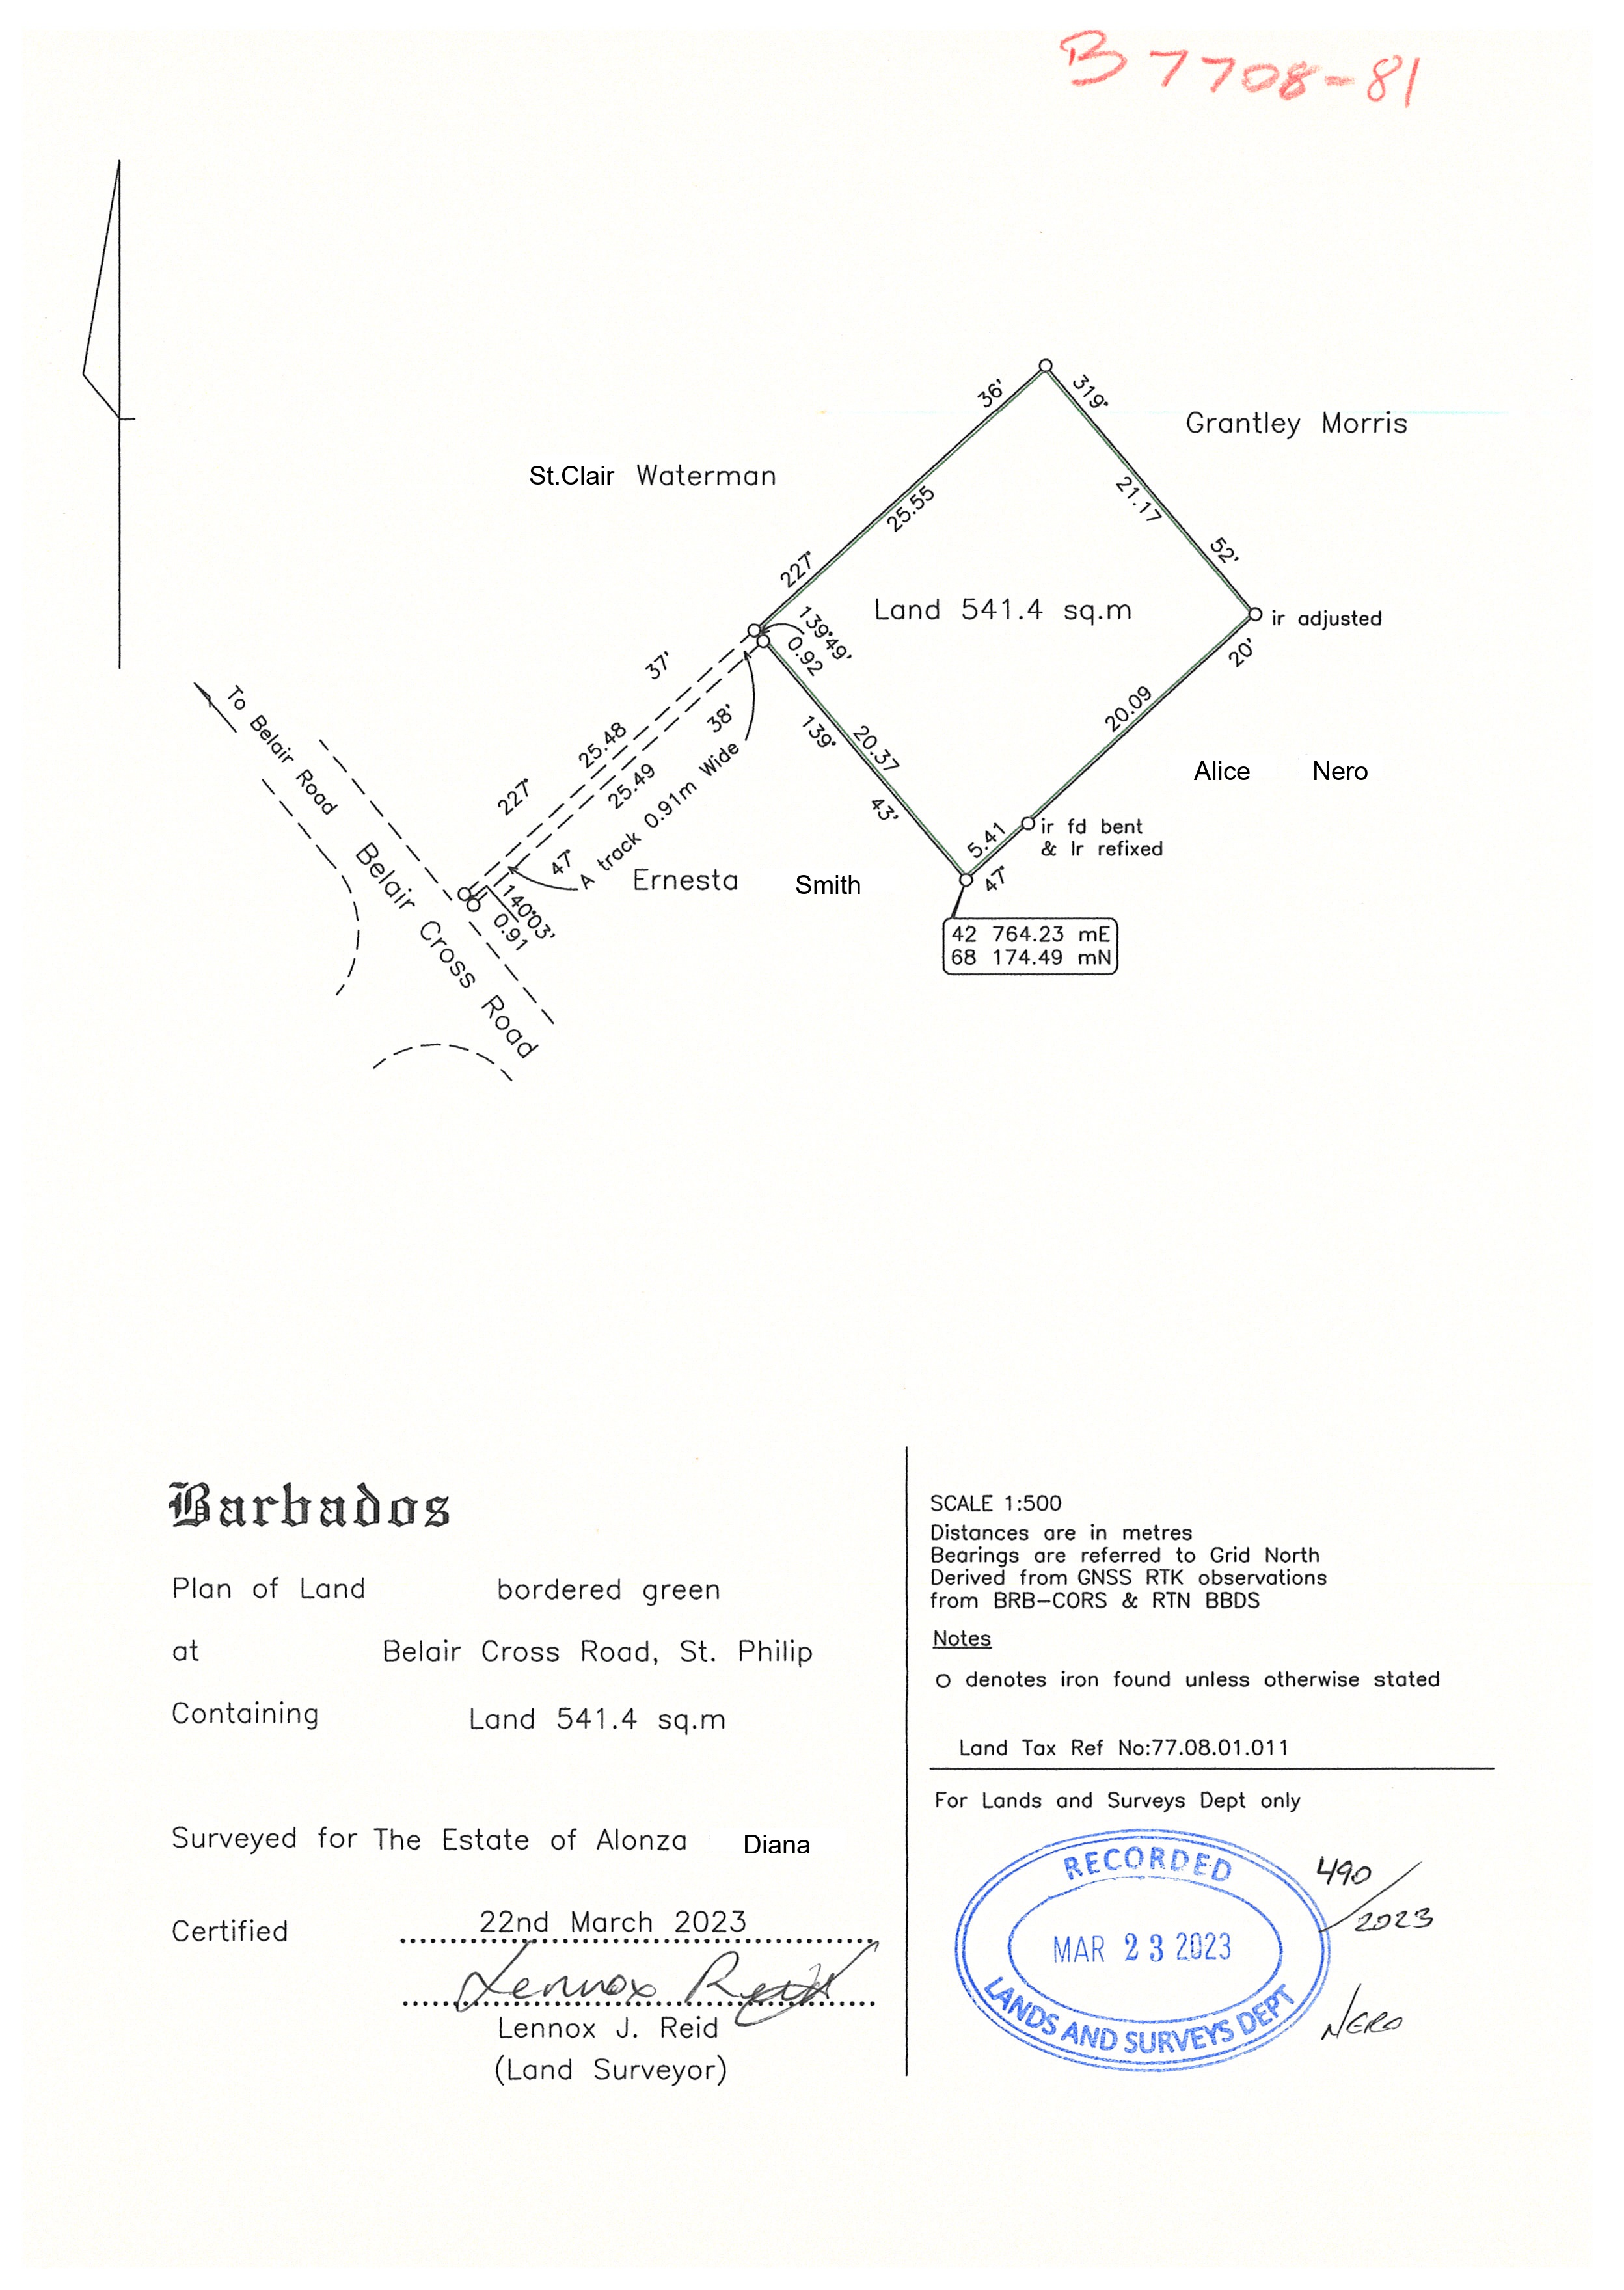 B 7708-81
36'
319°
Grantley Morris
St.Clair Waterman
25.55
21.17
52'
227°
Land 541.4 sq.m
139°49'
0.92
ir adjusted
20'
37'
To Belair Road
25.48
38'
139°
20.37
20.09
227°
25.49
A track 0.91m Wide
43'
Alice Nero
5.41
ir fd bent
& Ir refixed
47°
Ernesta Smith
47°
140°03'
0.91
Belair Cross Road
42 764.23 mE
68 174.49 mN
Barbados
Plan of Land bordered green
at Belair Cross Road, St. Philip
Containing Land 541.4 sq.m
Surveyed for The Estate of Alonza Diana
Certified 22nd March 2023
Lennox Reid
Lennox J. Reid
(Land Surveyor)
SCALE 1:500
Distances are in metres
Bearings are referred to Grid North
Derived from GNSS RTK observations
from BRB-CORS & RTN BBDS
Notes
O denotes iron found unless otherwise stated
Land Tax Ref No:77.08.01.011
For Lands and Surveys Dept only
RECORDED
MAR 23 2023
LANDS AND SURVEYS DEPT
490/2023
NERO